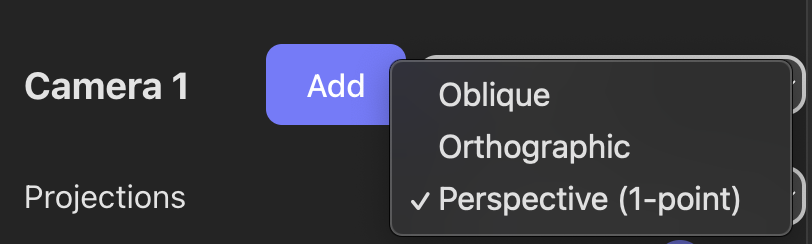 Camera 1
Add
Oblique
Orthographic
✓ Perspective (1-point)
Projections